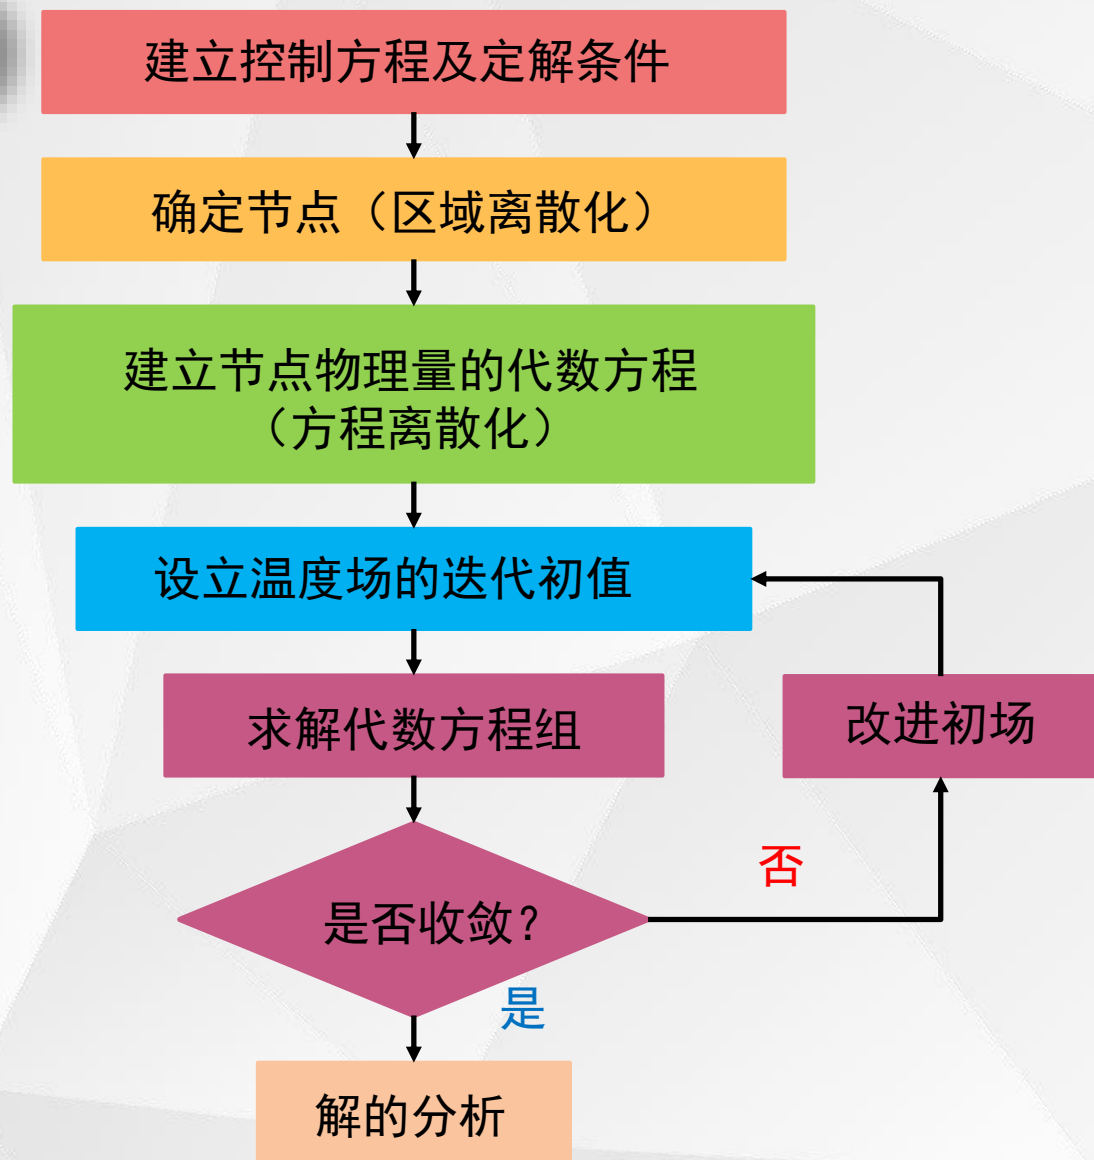 建立控制方程及定解条件
确定节点（区域离散化）
建立节点物理量的代数方程
（方程离散化）
设立温度场的迭代初值
求解代数方程组
改进初场
否
是否收敛？
是
解的分析